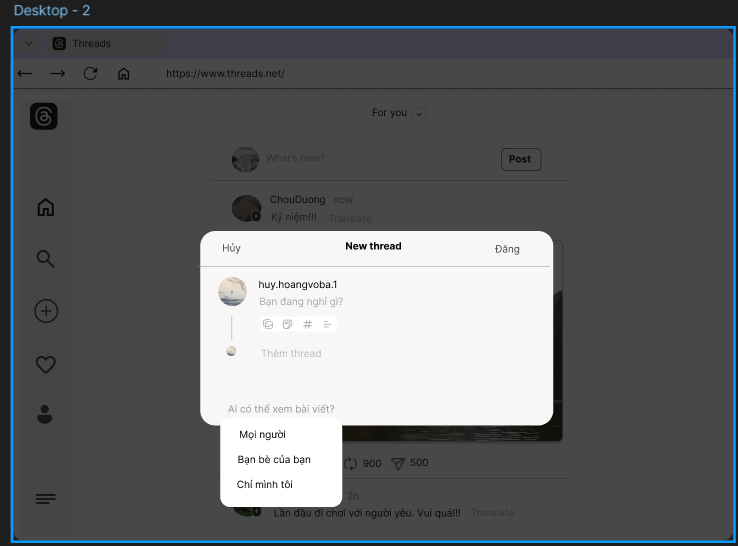 Desktop - 2
Threads
https://www.threads.net/
For you
What's new?
Post
ChouDuong now
Kỷ niệm!!! Translate
Hủy
New thread
Đăng
huy.hoangvoba.1
Bạn đang nghĩ gì?
Thêm thread
Ai có thể xem bài viết?
Mọi người
Bạn bè của bạn
Chỉ mình tôi
900
500
2h
Lần đầu đi chơi với người yêu. Vui quá!!! Translate